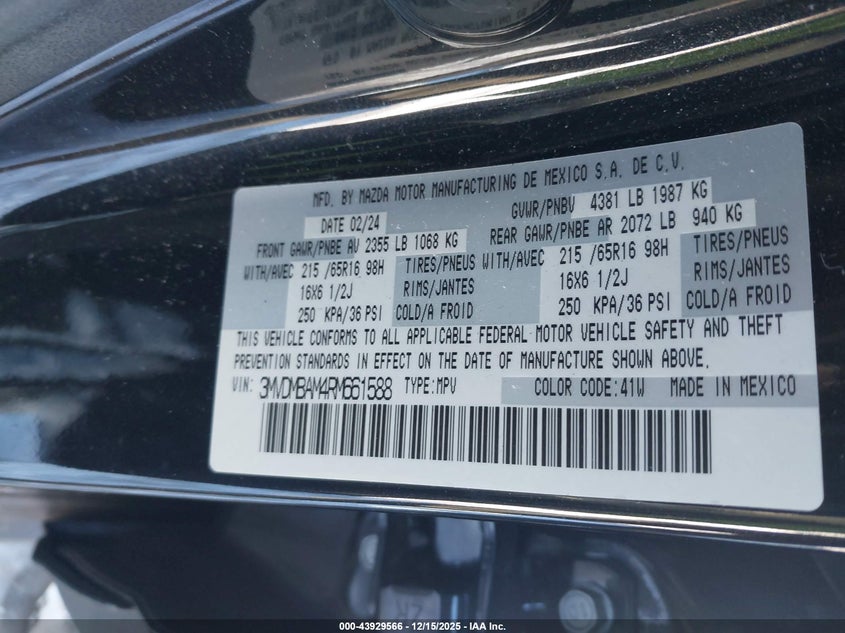 MFD. BY MAZDA MOTOR MANUFACTURING DE MEXICO S.A. DE C.V.
DATE 02/24 GVWR/PNBV 4381 LB 1987 KG
FRONT GAWR/PNBE AV 2355 LB 1068 KG REAR GAWR/PNBE AR 2072 LB 940 KG
WITH/AVEC 215 /65R16 98H TIRES/PNEUS WITH/AVEC 215 /65R16 98H TIRES/PNEUS
16X6 1/2J RIMS/JANTES 16X6 1/2J RIMS/JANTES
250 KPA/36 PSI COLD/A FROID 250 KPA/36 PSI COLD/A FROID
THIS VEHICLE CONFORMS TO ALL APPLICABLE FEDERAL MOTOR VEHICLE SAFETY AND THEFT
PREVENTION STANDARDS IN EFFECT ON THE DATE OF MANUFACTURE SHOWN ABOVE.
VIN: 3MVDMBAM4RM661588 TYPE:MPV COLOR CODE:41W MADE IN MEXICO
000-43929566 - 12/15/2025 - IAA Inc.